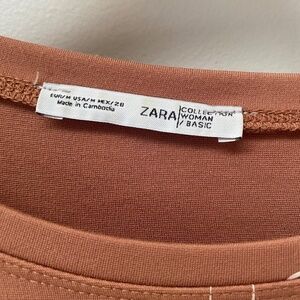 EUR/M USA/M MEX/28
Made in Cambodia
ZARA
COLLECTION
WOMAN
/ BASIC